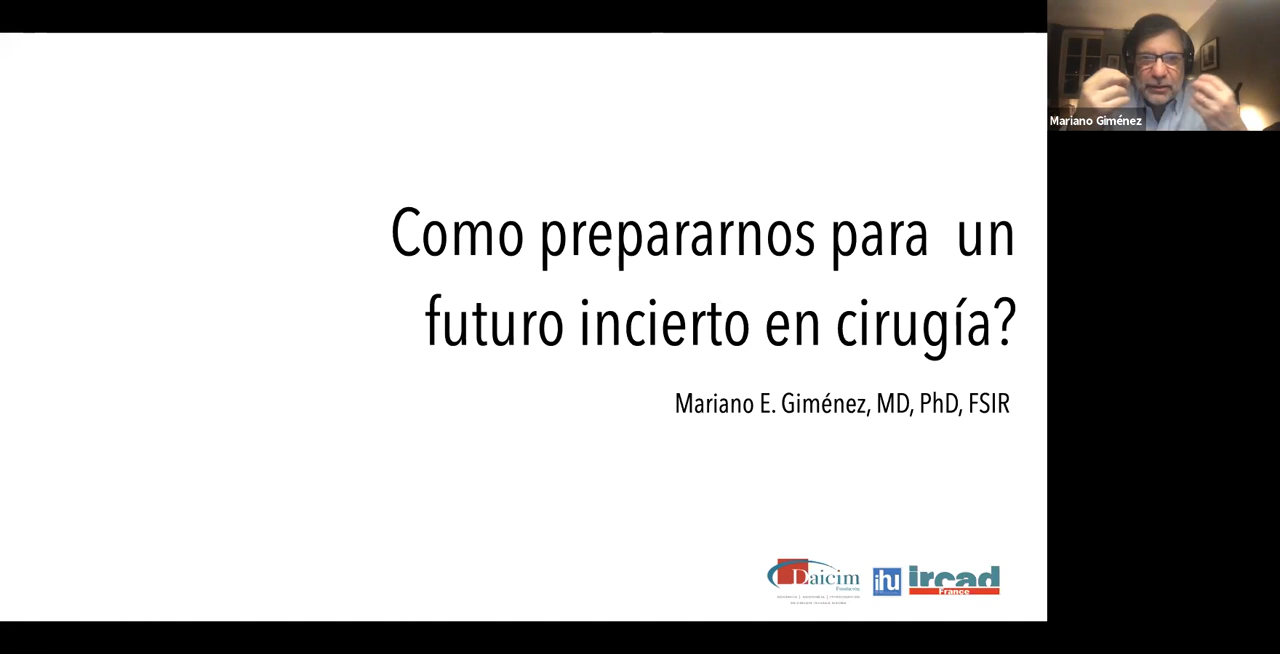 Mariano Giménez
Como prepararnos para un
futuro incierto en cirugía?
Mariano E. Giménez, MD, PhD, FSIR
Daicim
ihu
ircad
France